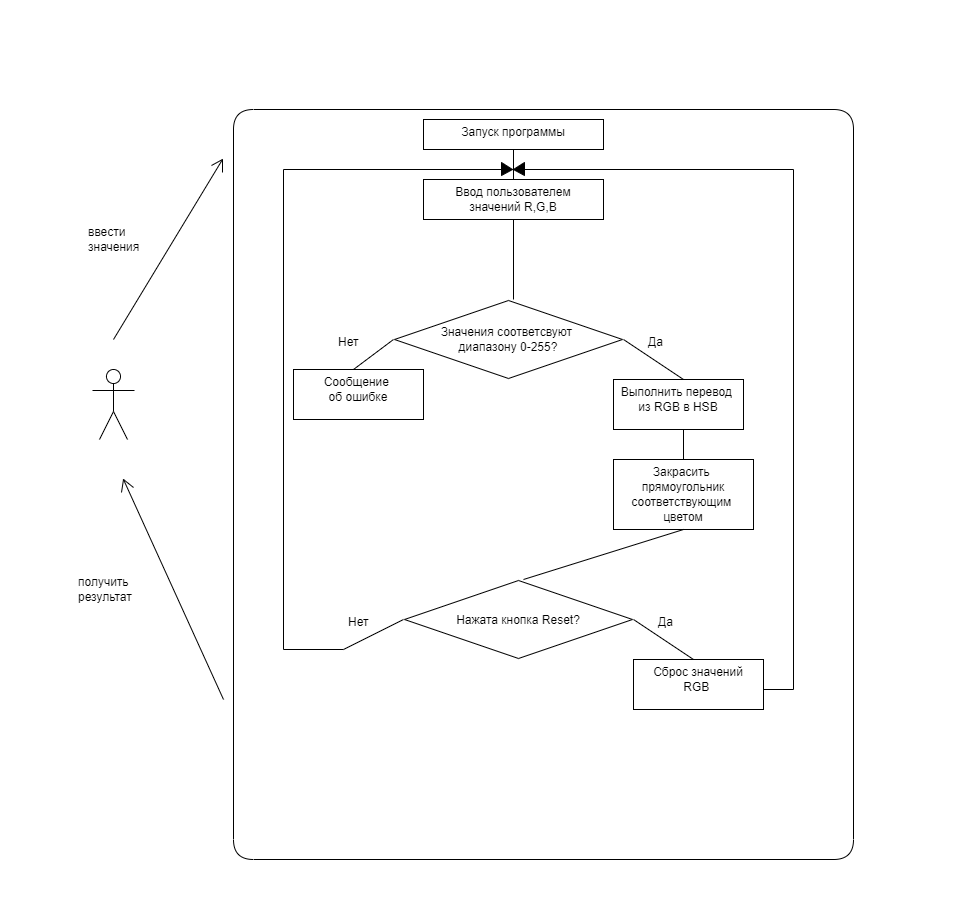 Запуск программы
Ввод пользователем
значений R,G,B
ввести
значения
Значения соответсвуют
диапазону 0-255?
Нет
Да
Сообщение
об ошибке
Выполнить перевод
из RGB в HSB
Закрасить
прямоугольник
соответствующим
цветом
получить
результат
Нажата кнопка Reset?
Нет
Да
Сброс значений
RGB